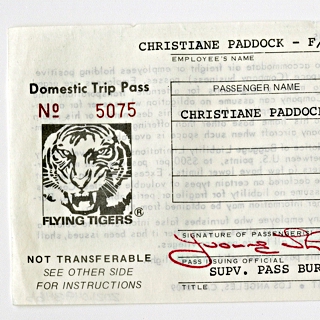 CHRISTIANE PADDOCK - F/
EMPLOYEE'S NAME
Domestic Trip Pass
Nº 5075
PASSENGER NAME
CHRISTIANE PADDOCK
FLYING TIGERS®
SIGNATURE OF PASSENGER(S)
PASS ISSUING OFFICIAL
SUPV. PASS BUR
TITLE
NOT TRANSFERABLE
SEE OTHER SIDE
FOR INSTRUCTIONS